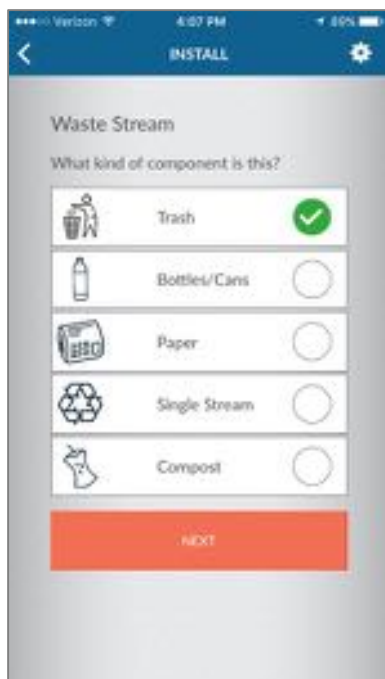 Verizon 4:07 PM 89%
INSTALL
Waste Stream
What kind of component is this?
Trash
Bottles/Cans
Paper
Single Stream
Compost
NEXT